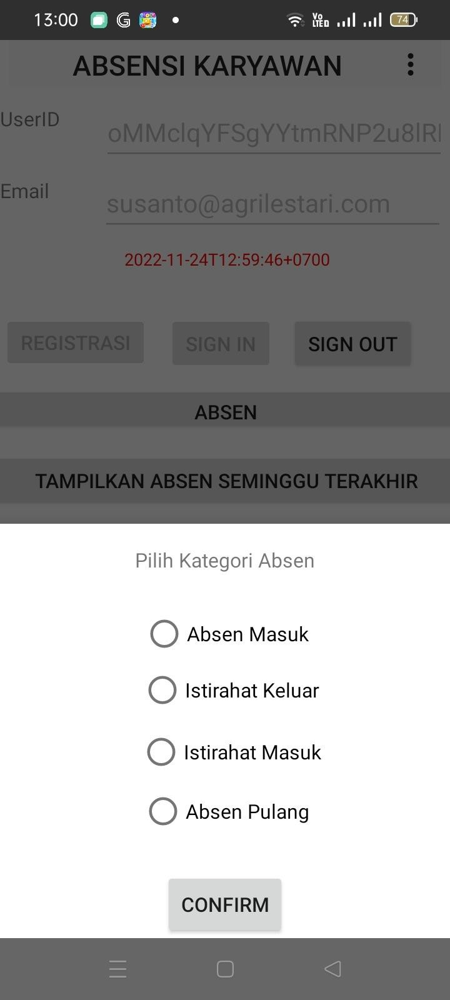 13:00 Vo LTED 74
ABSENSI KARYAWAN
UserID
Email
susanto@agrilestari.com
2022-11-24T12:59:46+0700
REGISTRASI SIGN IN SIGN OUT
ABSEN
TAMPILKAN ABSEN SEMINGGU TERAKHIR
Pilih Kategori Absen
Absen Masuk
Istirahat Keluar
Istirahat Masuk
Absen Pulang
CONFIRM